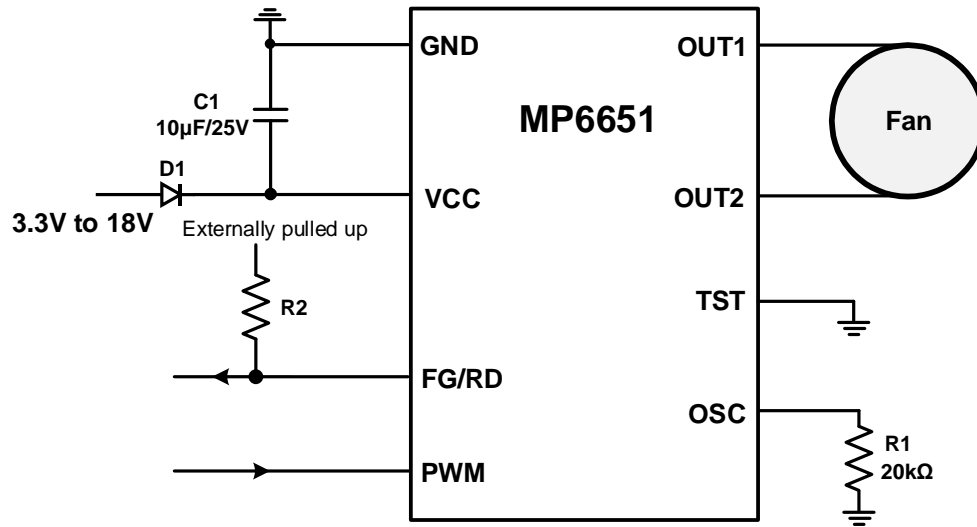 GND
OUT1
C1
10µF/25V
MP6651
Fan
D1
VCC
OUT2
3.3V to 18V
Externally pulled up
R2
TST
FG/RD
OSC
R1
20kΩ
PWM